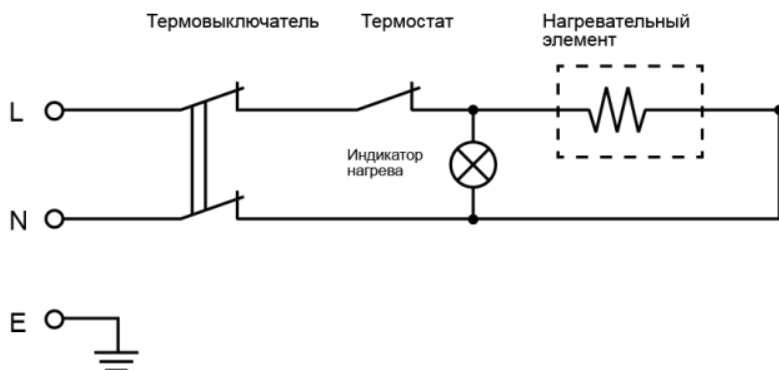 Термовыключатель
Термостат
Нагревательный
элемент
L
Индикатор
нагрева
N
E